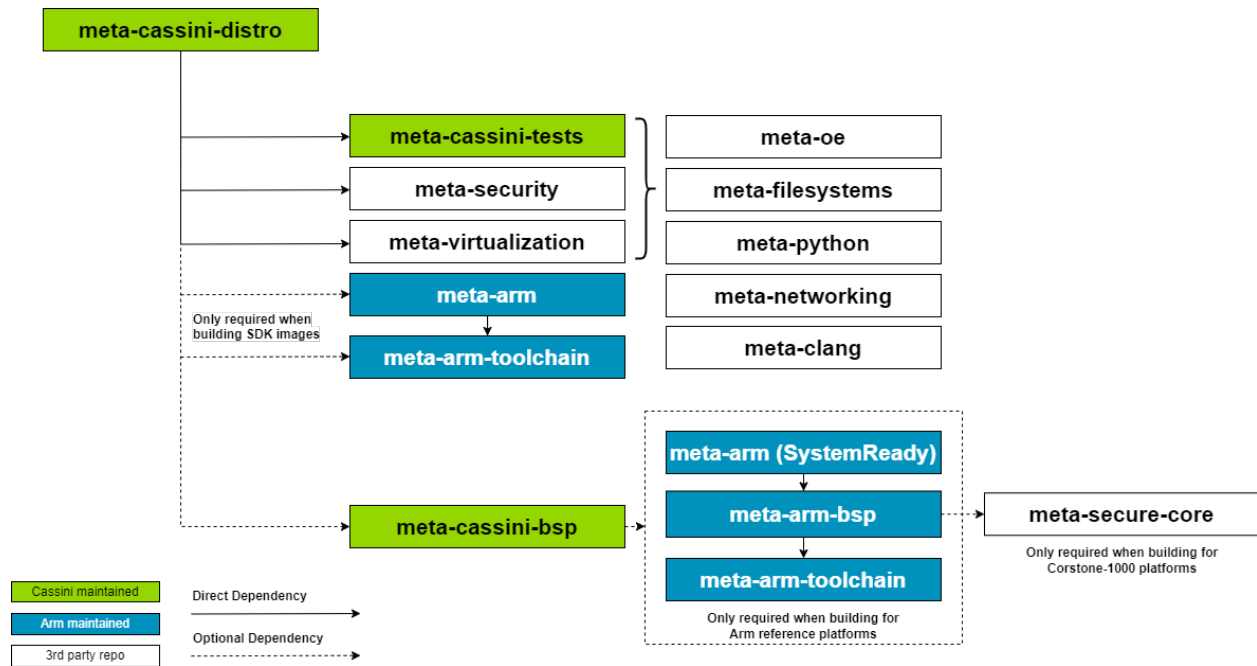 meta-cassini-distro
meta-cassini-tests
meta-security
meta-virtualization
meta-arm
meta-arm-toolchain
Only required when
building SDK images
meta-oe
meta-filesystems
meta-python
meta-networking
meta-clang
meta-cassini-bsp
meta-arm (SystemReady)
meta-arm-bsp
meta-arm-toolchain
Only required when building for
Arm reference platforms
meta-secure-core
Only required when building for
Corstone-1000 platforms
Cassini maintained
Arm maintained
3rd party repo
Direct Dependency
Optional Dependency